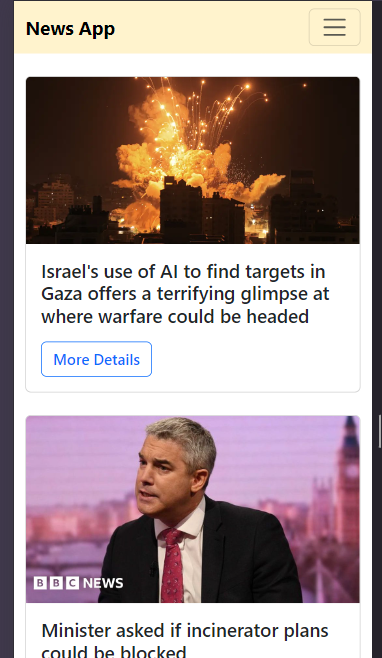 News App
Israel's use of AI to find targets in
Gaza offers a terrifying glimpse at
where warfare could be headed
More Details
BBC NEWS
Minister asked if incinerator plans
could be blocked